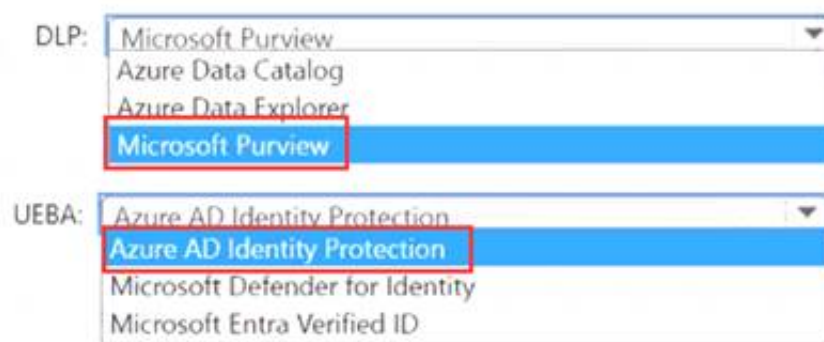 DLP: Microsoft Purview
Azure Data Catalog
Azure Data Explorer
Microsoft Purview
UEBA: Azure AD Identity Protection
Azure AD Identity Protection
Microsoft Defender for Identity
Microsoft Entra Verified ID